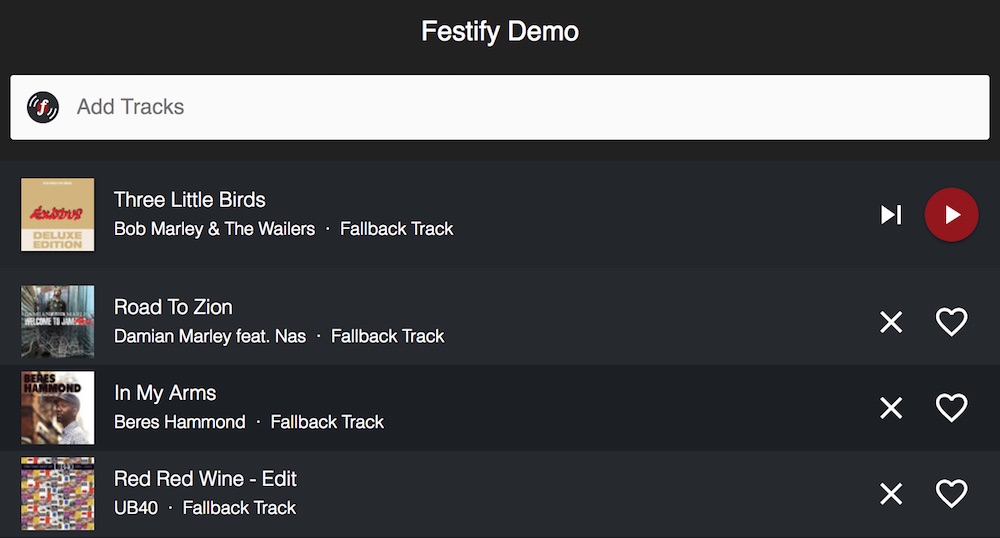 Festify Demo
Add Tracks
Three Little Birds
Bob Marley & The Wailers · Fallback Track
EXODUS
DELUXE
EDITION
Road To Zion
Damian Marley feat. Nas · Fallback Track
WELCOME TO JAMROCK
In My Arms
Beres Hammond · Fallback Track
BERES
HAMMOND
Red Red Wine - Edit
UB40 · Fallback Track